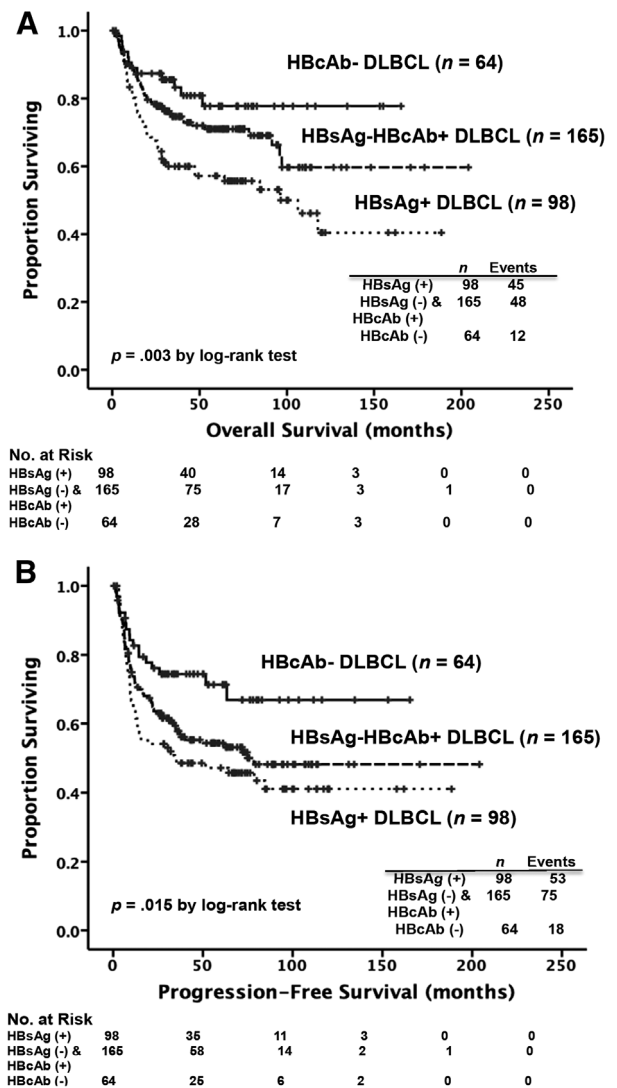 A
1.0
0.8
0.6
0.4
0.2
0.0
Proportion Surviving
HBcAb- DLBCL (n = 64)
HBsAg-HBcAb+ DLBCL (n = 165)
HBsAg+ DLBCL (n = 98)
n Events
HBsAg (+) 98 45
HBsAg (-) & 165 48
HBcAb (+)
HBcAb (-) 64 12
p = .003 by log-rank test
0 50 100 150 200 250
Overall Survival (months)
No. at Risk
HBsAg (+) 98 40 14 3 0 0
HBsAg (-) & 165 75 17 3 1 0
HBcAb (+)
HBcAb (-) 64 28 7 3 0 0
B
1.0
0.8
0.6
0.4
0.2
0.0
Proportion Surviving
HBcAb- DLBCL (n = 64)
HBsAg-HBcAb+ DLBCL (n = 165)
HBsAg+ DLBCL (n = 98)
n Events
HBsAg (+) 98 53
HBsAg (-) & 165 75
HBcAb (+)
HBcAb (-) 64 18
p = .015 by log-rank test
0 50 100 150 200 250
Progression-Free Survival (months)
No. at Risk
HBsAg (+) 98 36 11 3 0 0
HBsAg (-) & 165 58 14 2 1 0
HBcAb (+)
HBcAb (-) 64 25 6 2 0 0